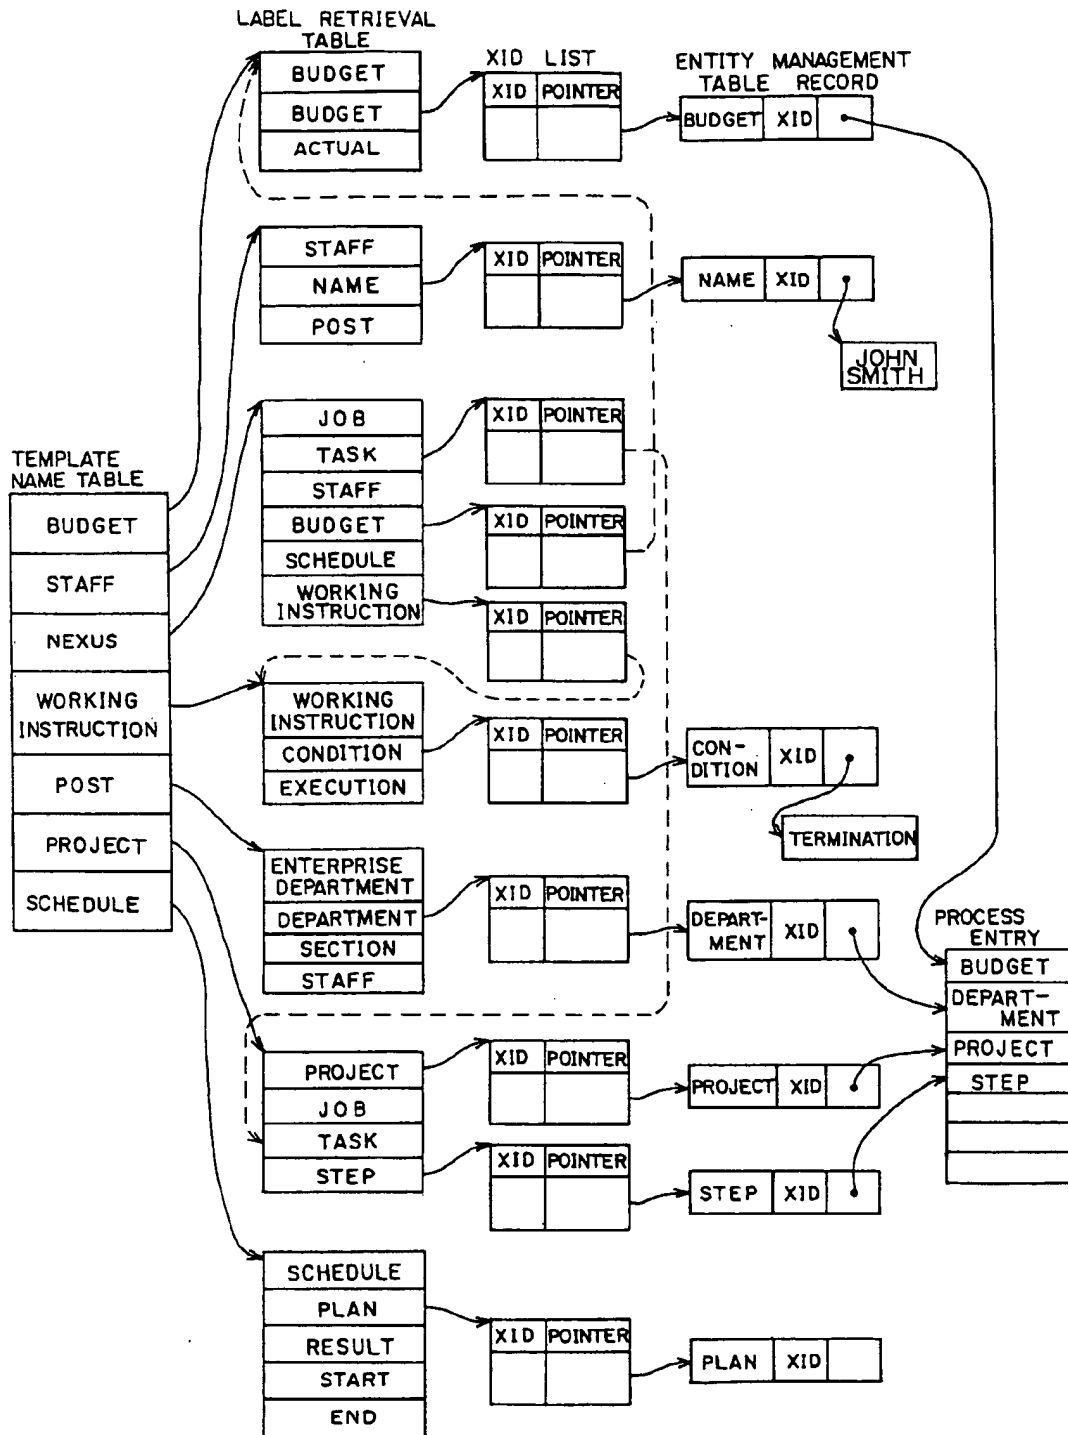 LABEL RETRIEVAL
TABLE
BUDGET
BUDGET
ACTUAL
XID LIST
XID POINTER
ENTITY MANAGEMENT
TABLE RECORD
BUDGET XID
STAFF
NAME
POST
XID POINTER
NAME XID
JOHN
SMITH
JOB
TASK
STAFF
BUDGET
SCHEDULE
WORKING
INSTRUCTION
XID POINTER
XID POINTER
XID POINTER
TEMPLATE
NAME TABLE
BUDGET
STAFF
NEXUS
WORKING
INSTRUCTION
POST
PROJECT
SCHEDULE
WORKING
INSTRUCTION
CONDITION
EXECUTION
XID POINTER
CON-
DITION XID
TERMINATION
ENTERPRISE
DEPARTMENT
DEPARTMENT
SECTION
STAFF
XID POINTER
DEPART-
MENT XID
PROCESS
ENTRY
BUDGET
DEPART-
MENT
PROJECT
STEP
PROJECT
JOB
TASK
STEP
XID POINTER
PROJECT XID
XID POINTER
STEP XID
SCHEDULE
PLAN
RESULT
START
END
XID POINTER
PLAN XID